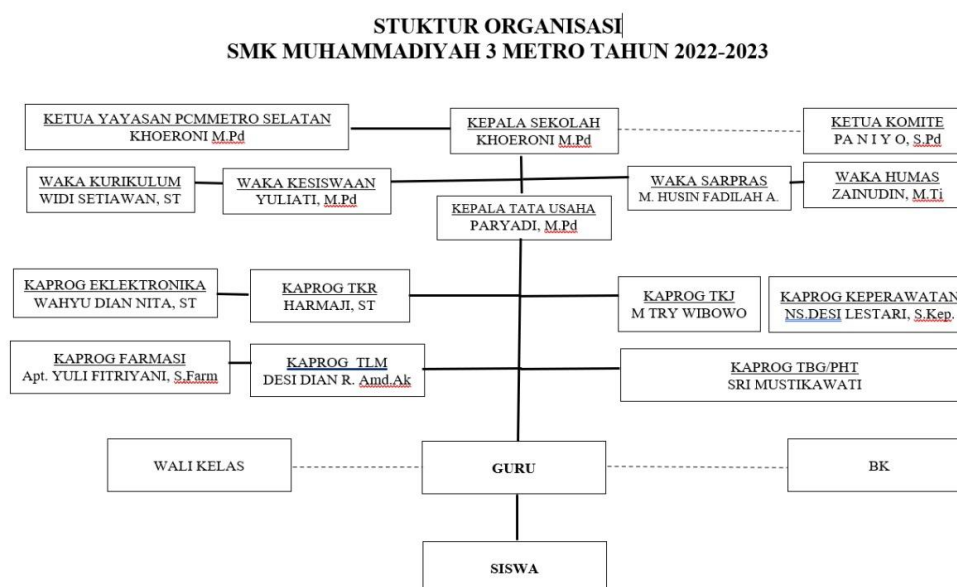 STUKTUR ORGANISASI
SMK MUHAMMADIYAH 3 METRO TAHUN 2022-2023
KETUA YAYASAN PCMMETRO SELATAN
KHOERONI M.Pd
KEPALA SEKOLAH
KHOERONI M.Pd
KETUA KOMITE
PA N I Y O, S.Pd
WAKA KURIKULUM
WIDI SETIAWAN, ST
WAKA KESISWAAN
YULIATI, M.Pd
WAKA SARPRAS
M. HUSIN FADILAH A.
WAKA HUMAS
ZAINUDIN, M.Ti
KEPALA TATA USAHA
PARYADI, M.Pd
KAPROG EKLEKTRONIKA
WAHYU DIAN NITA, ST
KAPROG TKR
HARMAJI, ST
KAPROG TKJ
M TRY WIBOWO
KAPROG KEPERAWATAN
NS.DESI LESTARI, S.Kep.
KAPROG FARMASI
Apt. YULI FITRIYANI, S,Farm
KAPROG TLM
DESI DIAN R. Amd.Ak
KAPROG TBG/PHT
SRI MUSTIKAWATI
WALI KELAS
GURU
BK
SISWA